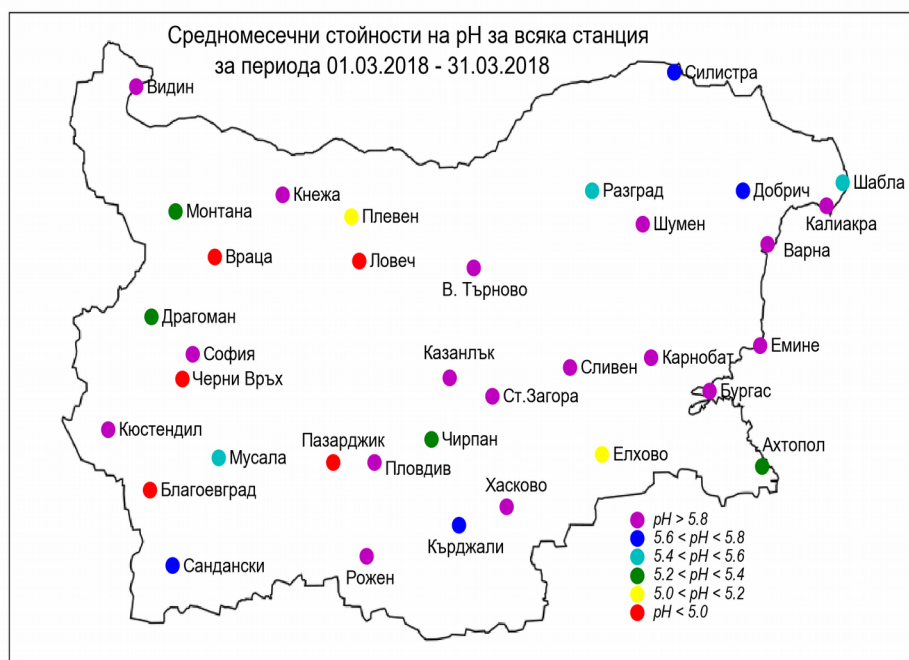 Средномесечни стойности на pH за всяка станция
за периода 01.03.2018 - 31.03.2018
Силистра
Видин
Шабла
Кнежа
Разград
Добрич
Монтана
Плевен
Калиакра
Шумен
Варна
Враца
Ловеч
В. Търново
Драгоман
Емине
София
Казанлък
Сливен
Карнобат
Черни Връх
Ст.Загора
Бургас
Кюстендил
Пазарджик
Чирпан
Ахтопол
Мусала
Пловдив
Елхово
Благоевград
Хасково
Кърджали
Сандански
Рожен
pH > 5.8
5.6 < pH < 5.8
5.4 < pH < 5.6
5.2 < pH < 5.4
5.0 < pH < 5.2
pH < 5.0